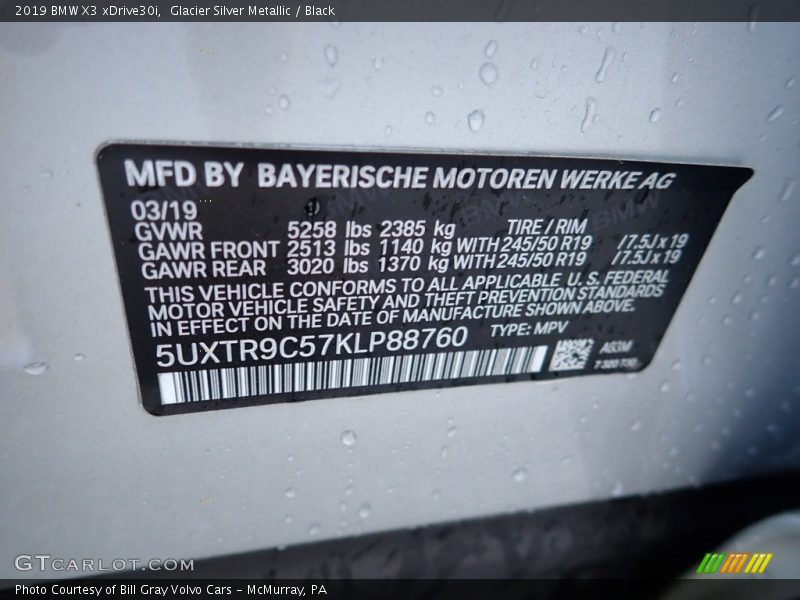 2019 BMW X3 xDrive30i,  Glacier Silver Metallic / Black
MFD BY BAYERISCHE MOTOREN WERKE AG
03/19
GVWR 5258 lbs 2385 kg TIRE / RIM
GAWR FRONT 2513 lbs 1140 kg WITH 245/50 R19 /7.5J x 19
GAWR REAR 3020 lbs 1370 kg WITH 245/50 R19 /7.5J x 19
THIS VEHICLE CONFORMS TO ALL APPLICABLE U. S. FEDERAL
MOTOR VEHICLE SAFETY AND THEFT PREVENTION STANDARDS
IN EFFECT ON THE DATE OF MANUFACTURE SHOWN ABOVE.
5UXTR9C57KLP88760 TYPE: MPV
A83M
7 320 730
GTCARLOT.COM
Photo Courtesy of Bill Gray Volvo Cars - McMurray, PA